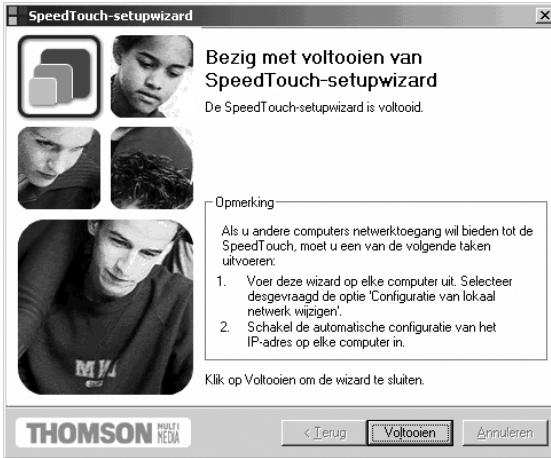 SpeedTouch-setupwizard
Bezig met voltooien van
SpeedTouch-setupwizard
De SpeedTouch-setupwizard is voltooid.
Opmerking
Als u andere computers netwerktoegang wil bieden tot de
SpeedTouch, moet u een van de volgende taken
uitvoeren:
1. Voer deze wizard op elke computer uit. Selecteer
desgevraagd de optie 'Configuratie van lokaal
netwerk wijzigen'.
2. Schakel de automatische configuratie van het
IP-adres op elke computer in.
Klik op Voltooien om de wizard te sluiten.
THOMSON MULTI
MEDIA
< Terug
Voltooien
Annuleren